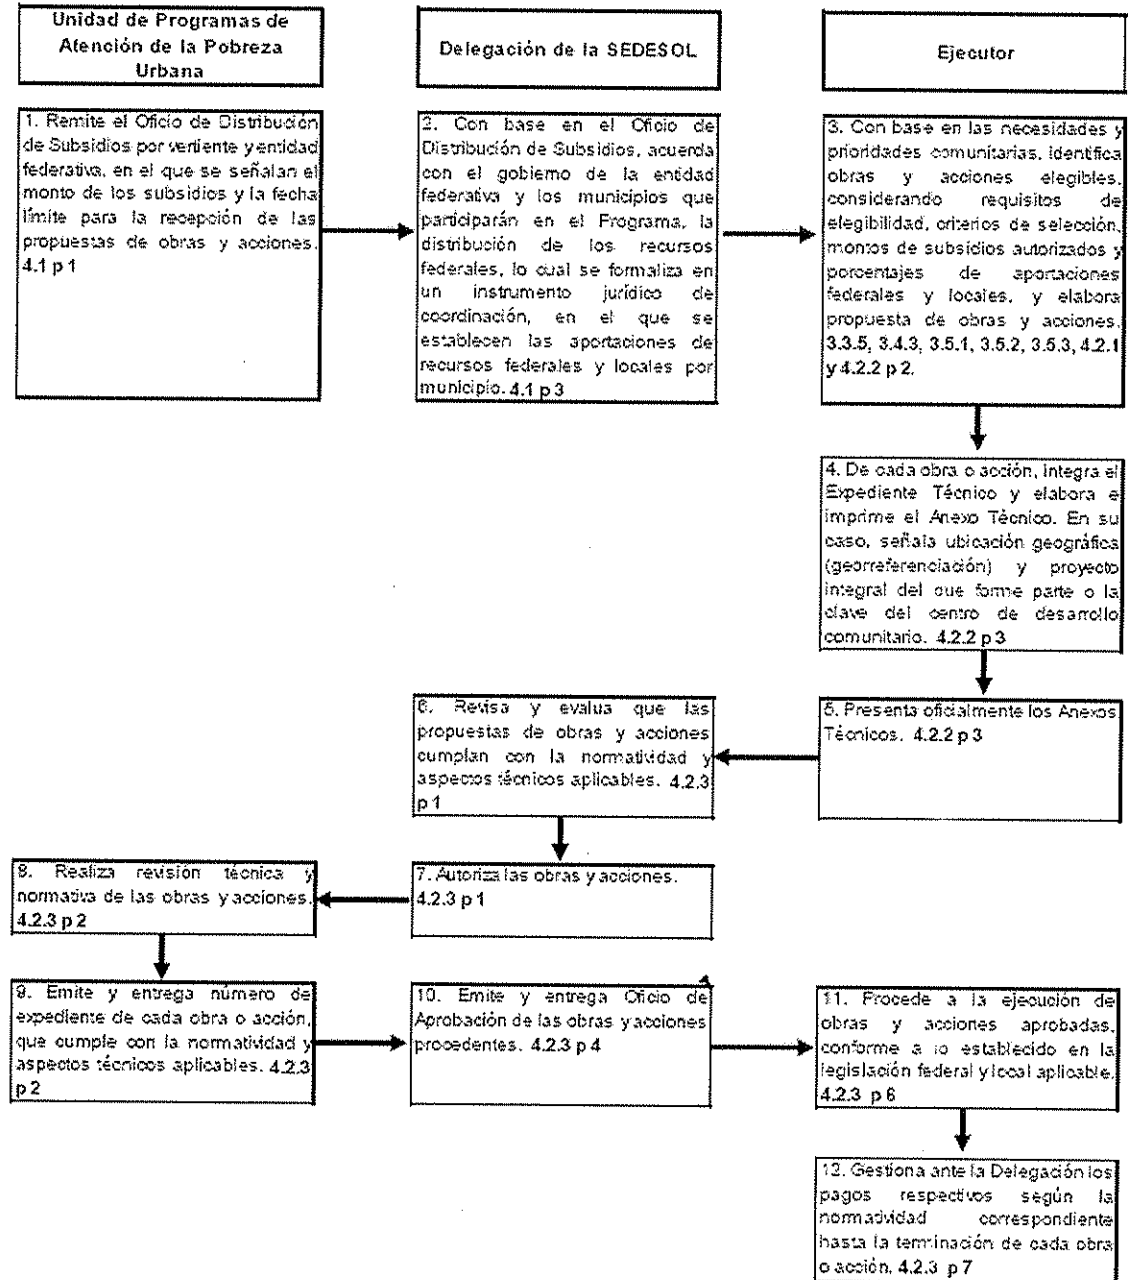 Unidad de Programas de
Atención de la Pobreza
Urbana
Delegación de la SEDESOL
Ejecutor
1. Remite el Oficio de Distribución
de Subsidios por vertiente y entidad
federativa, en el que se señalan el
monto de los subsidios y la fecha
límite para la recepción de las
propuestas de obras y acciones.
4.1 p 1
2. Con base en el Oficio de
Distribución de Subsidios, acuerda
con el gobierno de la entidad
federativa y los municipios que
participarán en el Programa, la
distribución de los recursos
federales, lo cual se formaliza en
un instrumento jurídico de
coordinación, en el que se
establecen las aportaciones de
recursos federales y locales por
municipio. 4.1 p 3
3. Con base en las necesidades y
prioridades comunitarias, identifica
obras y acciones elegibles,
considerando requisitos de
elegibilidad, criterios de selección,
montos de subsidios autorizados y
porcentajes de aportaciones
federales y locales, y elabora
propuesta de obras y acciones.
3.3.5, 3.4.3, 3.5.1, 3.5.2, 3.5.3, 4.2.1
y 4.2.2 p 2.
4. De cada obra o acción, integra el
Expediente Técnico y elabora e
imprime el Anexo Técnico. En su
caso, señala ubicación geográfica
(georreferenciación) y proyecto
integral del que forme parte o la
clave del centro de desarrollo
comunitario. 4.2.2 p 3
5. Presenta oficialmente los Anexos
Técnicos. 4.2.2 p 3
6. Revisa y evalua que las
propuestas de obras y acciones
cumplan con la normatividad y
aspectos técnicos aplicables. 4.2.3
p 1
7. Autoriza las obras y acciones.
4.2.3 p 1
8. Realiza revisión técnica y
normativa de las obras y acciones.
4.2.3 p 2
9. Emite y entrega número de
expediente de cada obra o acción,
que cumple con la normatividad y
aspectos técnicos aplicables. 4.2.3
p 2
10. Emite y entrega Oficio de
Aprobación de las obras y acciones
procedentes. 4.2.3 p 4
11. Procede a la ejecución de
obras y acciones aprobadas,
conforme a lo establecido en la
legislación federal y local aplicable.
4.2.3 p 6
12. Gestiona ante la Delegación los
pagos respectivos según la
normatividad correspondiente
hasta la terminación de cada obra
o acción. 4.2.3 p 7